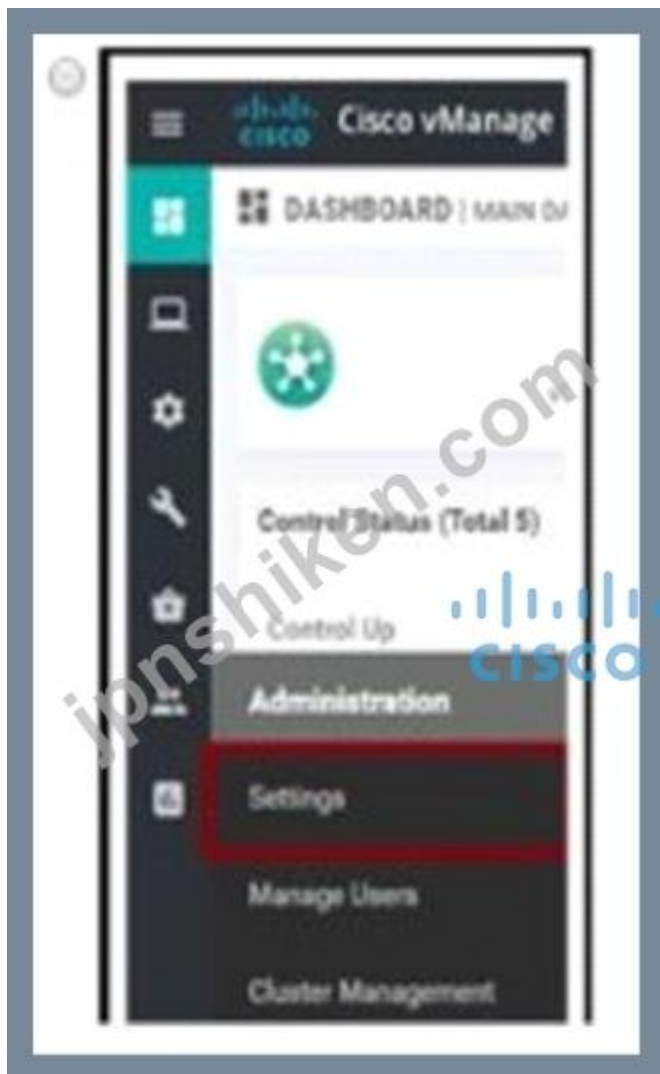 CISCO
Cisco vManage
DASHBOARD | MAIN DA
Control Status (Total 5)
Control Up
Administration
Settings
Manage Users
Cluster Management
CISCO
jpnshiken.com